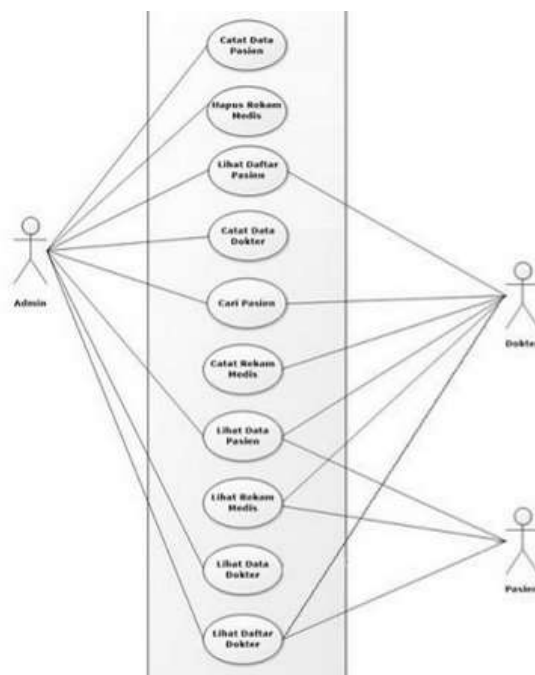 Catat Data
Pasien
Hapus Rekam
Medis
Lihat Daftar
Pasien
Catat Data
Dokter
Admin
Cari Pasien
Dokter
Catat Rekam
Medis
Lihat Data
Pasien
Lihat Rekam
Medis
Lihat Data
Dokter
Pasien
Lihat Daftar
Dokter